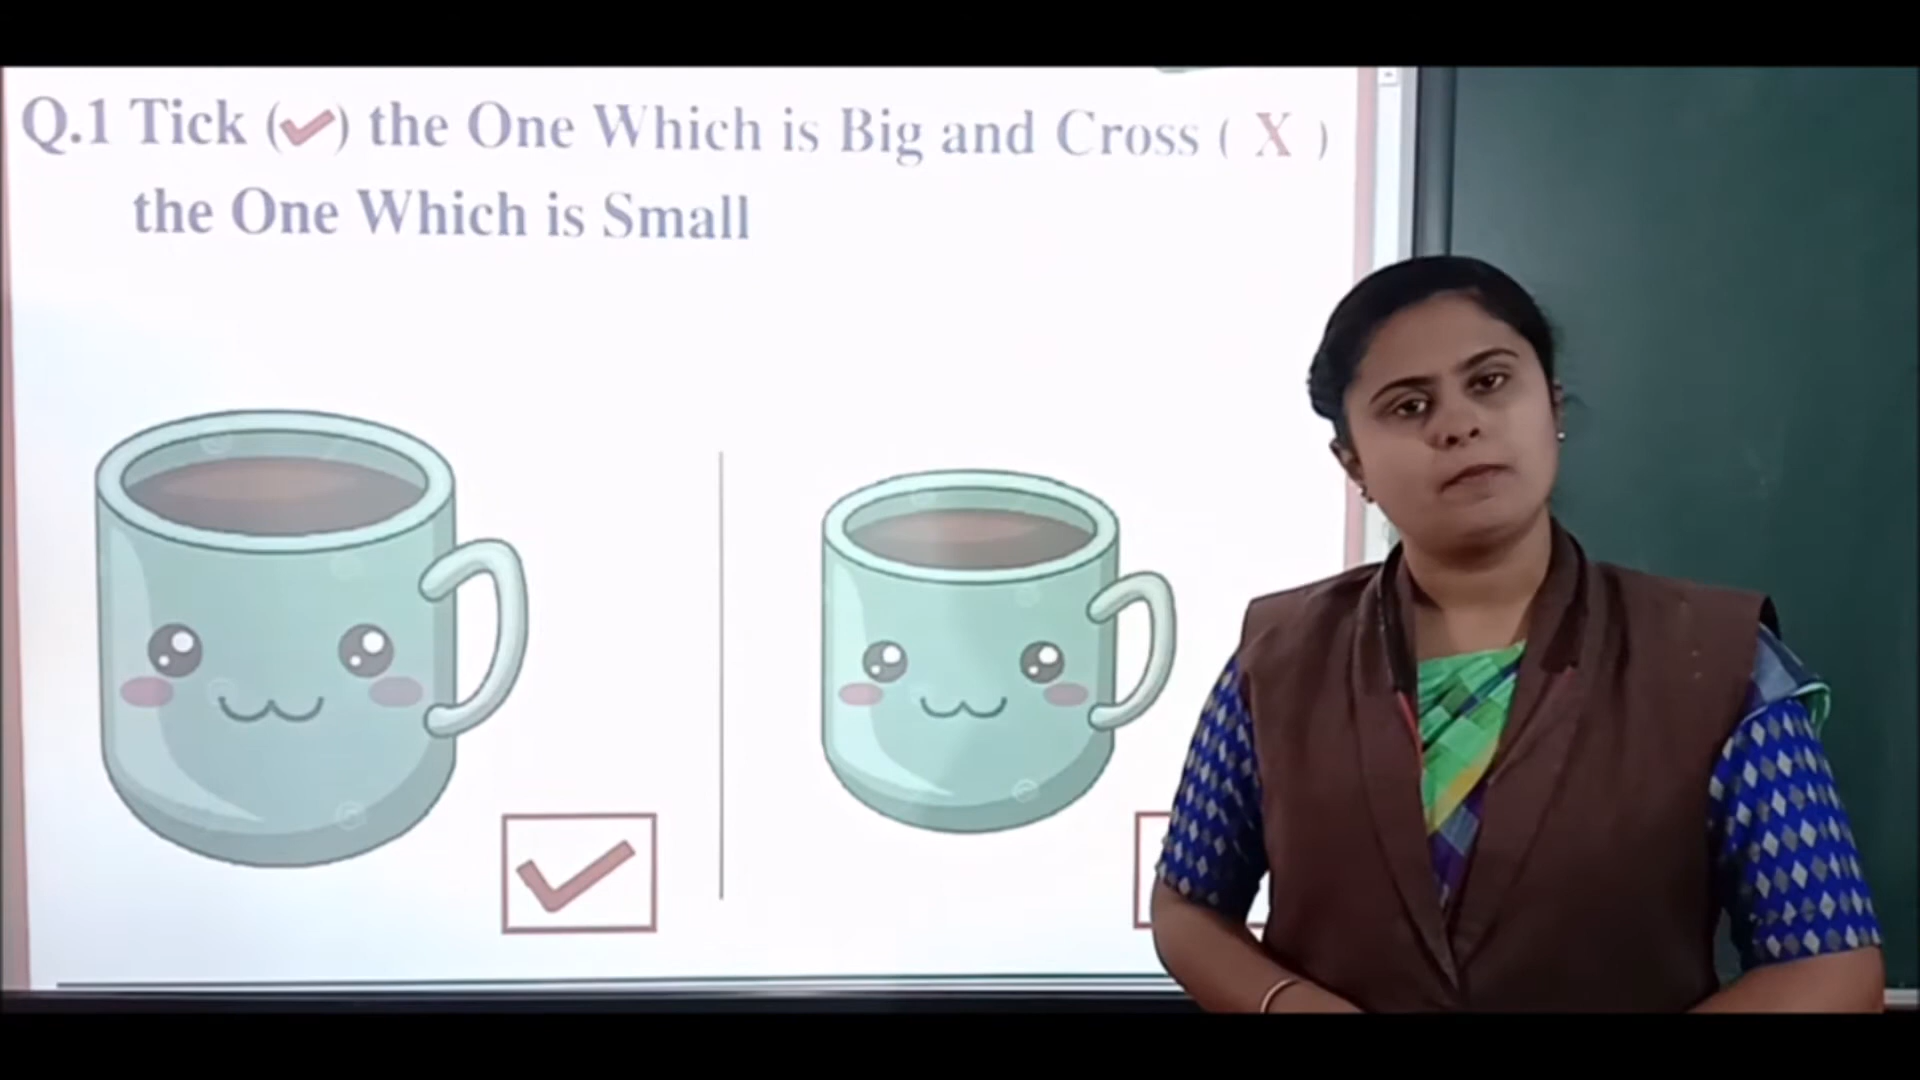 Q.1 Tick (✓) the One Which is Big and Cross ( X )
the One Which is Small